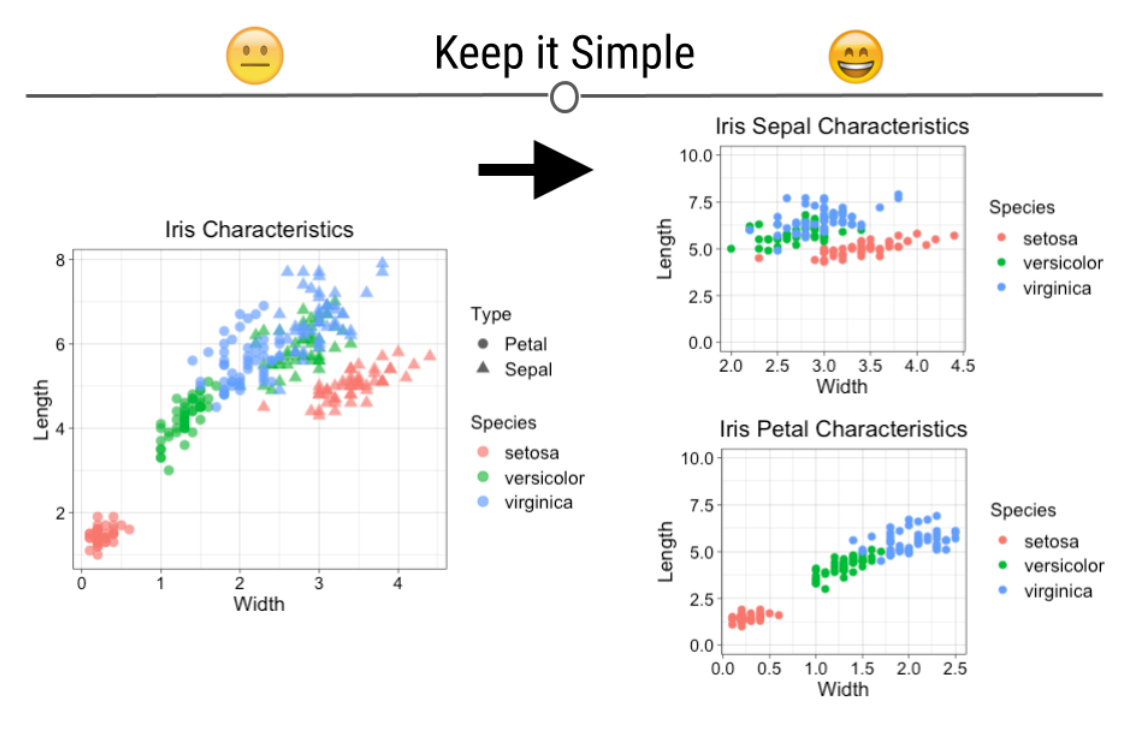 Keep it Simple
Iris Characteristics
Length
8
6
4
2
0 1 2 3 4
Width
Type
Petal
Sepal
Species
setosa
versicolor
virginica
Iris Sepal Characteristics
Length
10.0
7.5
5.0
2.5
0.0
2.0 2.5 3.0 3.5 4.0 4.5
Width
Species
setosa
versicolor
virginica
Iris Petal Characteristics
Length
10.0
7.5
5.0
2.5
0.0
0.0 0.5 1.0 1.5 2.0 2.5
Width
Species
setosa
versicolor
virginica